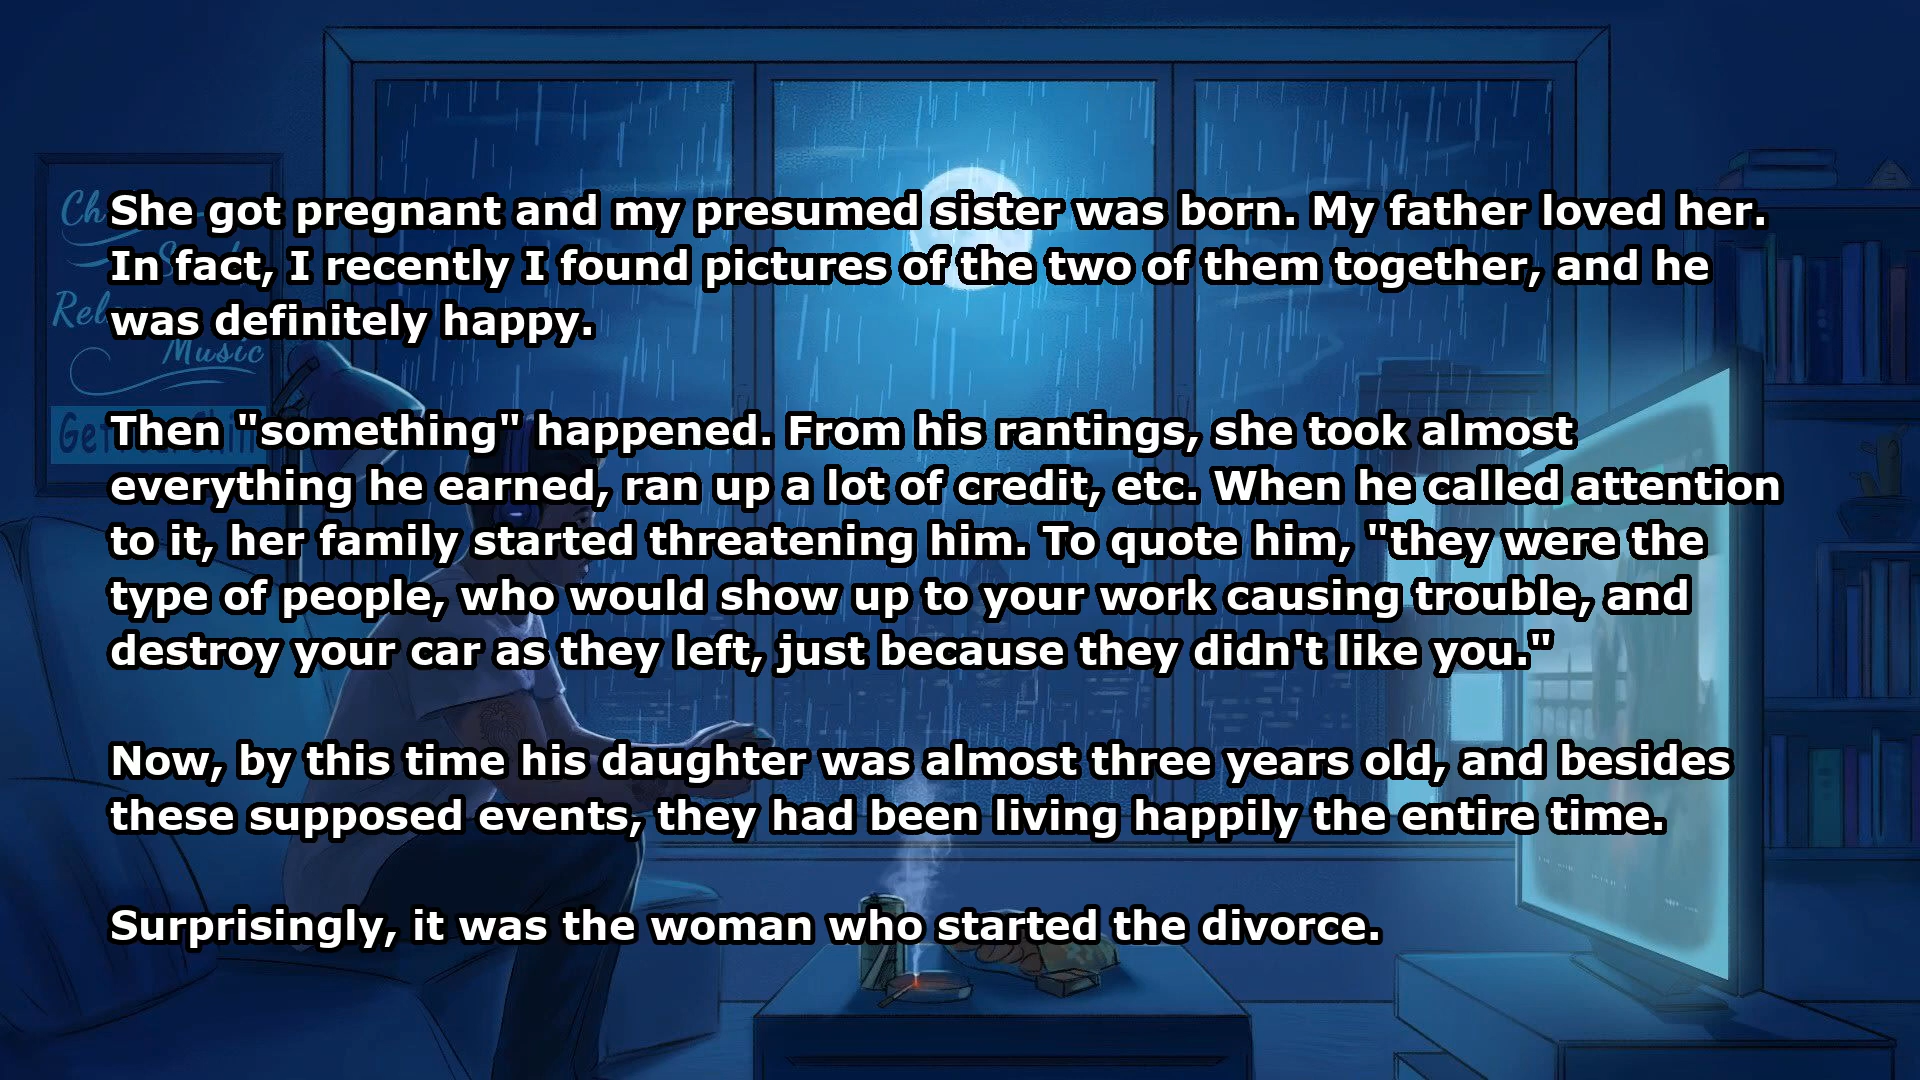 She got pregnant and my presumed sister was born. My father loved her.
In fact, I recently I found pictures of the two of them together, and he
was definitely happy.
Then "something" happened. From his rantings, she took almost
everything he earned, ran up a lot of credit, etc. When he called attention
to it, her family started threatening him. To quote him, "they were the
type of people, who would show up to your work causing trouble, and
destroy your car as they left, just because they didn't like you."
Now, by this time his daughter was almost three years old, and besides
these supposed events, they had been living happily the entire time.
Surprisingly, it was the woman who started the divorce.
Music